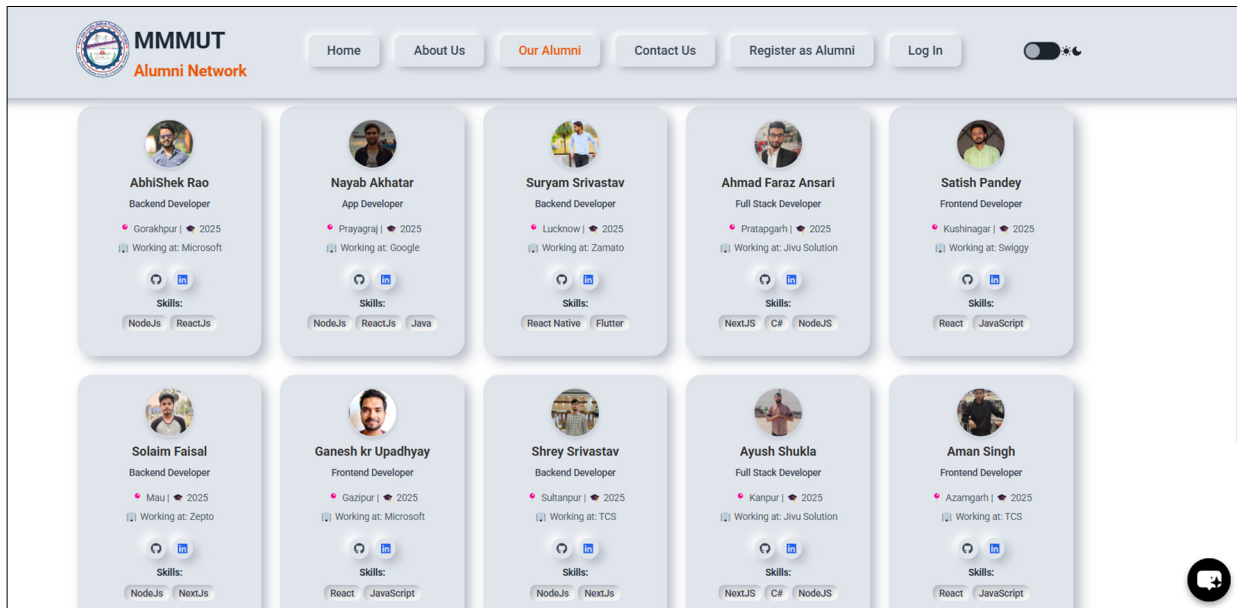 MMMUT
Alumni Network
Home
About Us
Our Alumni
Contact Us
Register as Alumni
Log In
AbhiShek Rao
Backend Developer
Gorakhpur | 2025
Working at: Microsoft
Skills:
NodeJs ReactJs
Nayab Akhatar
App Developer
Prayagraj | 2025
Working at: Google
Skills:
NodeJs ReactJs Java
Suryam Srivastav
Backend Developer
Lucknow | 2025
Working at: Zamato
Skills:
React Native Flutter
Ahmad Faraz Ansari
Full Stack Developer
Pratapgarh | 2025
Working at: Jivu Solution
Skills:
NextJS C# NodeJS
Satish Pandey
Frontend Developer
Kushinagar | 2025
Working at: Swiggy
Skills:
React JavaScript
Solaim Faisal
Backend Developer
Mau | 2025
Working at: Zepto
Skills:
NodeJs NextJs
Ganesh kr Upadhyay
Frontend Developer
Gazipur | 2025
Working at: Microsoft
Skills:
React JavaScript
Shrey Srivastav
Backend Developer
Sultanpur | 2025
Working at: TCS
Skills:
NodeJs NextJs
Ayush Shukla
Full Stack Developer
Kanpur | 2025
Working at: Jivu Solution
Skills:
NextJS C# NodeJS
Aman Singh
Frontend Developer
Azamgarh | 2025
Working at: TCS
Skills:
React JavaScript